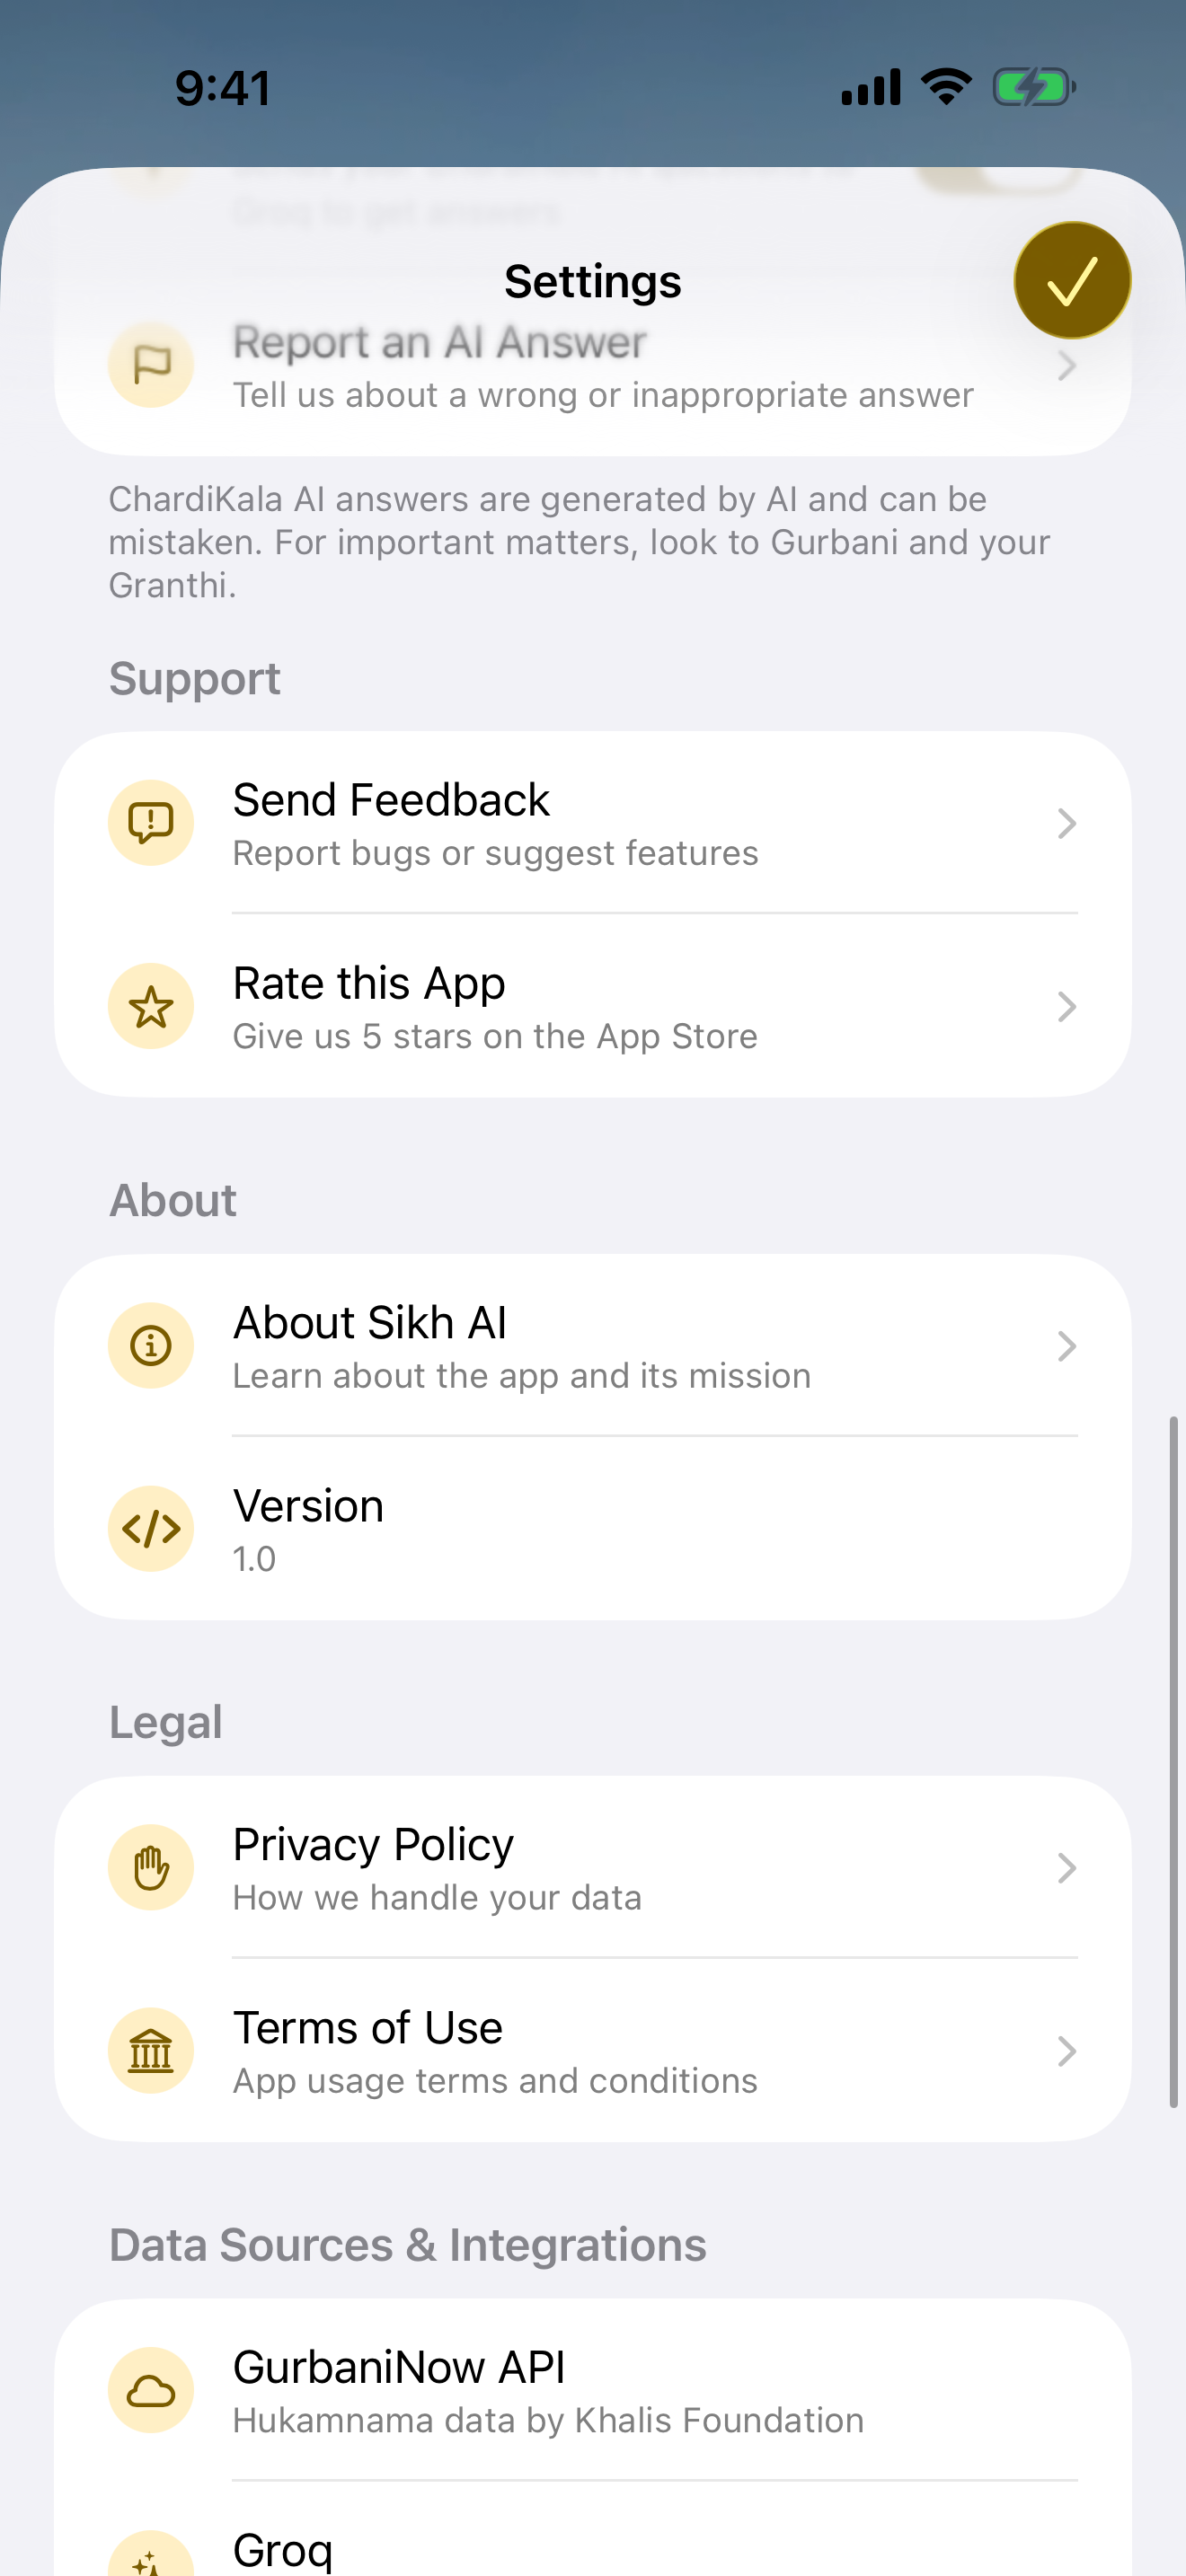 9:41
Groq to get answers
Settings
Report an AI Answer
Tell us about a wrong or inappropriate answer
ChardiKala AI answers are generated by AI and can be
mistaken. For important matters, look to Gurbani and your
Granthi.
Support
Send Feedback
Report bugs or suggest features
Rate this App
Give us 5 stars on the App Store
About
About Sikh AI
Learn about the app and its mission
Version
1.0
Legal
Privacy Policy
How we handle your data
Terms of Use
App usage terms and conditions
Data Sources & Integrations
GurbaniNow API
Hukamnama data by Khalis Foundation
Groq